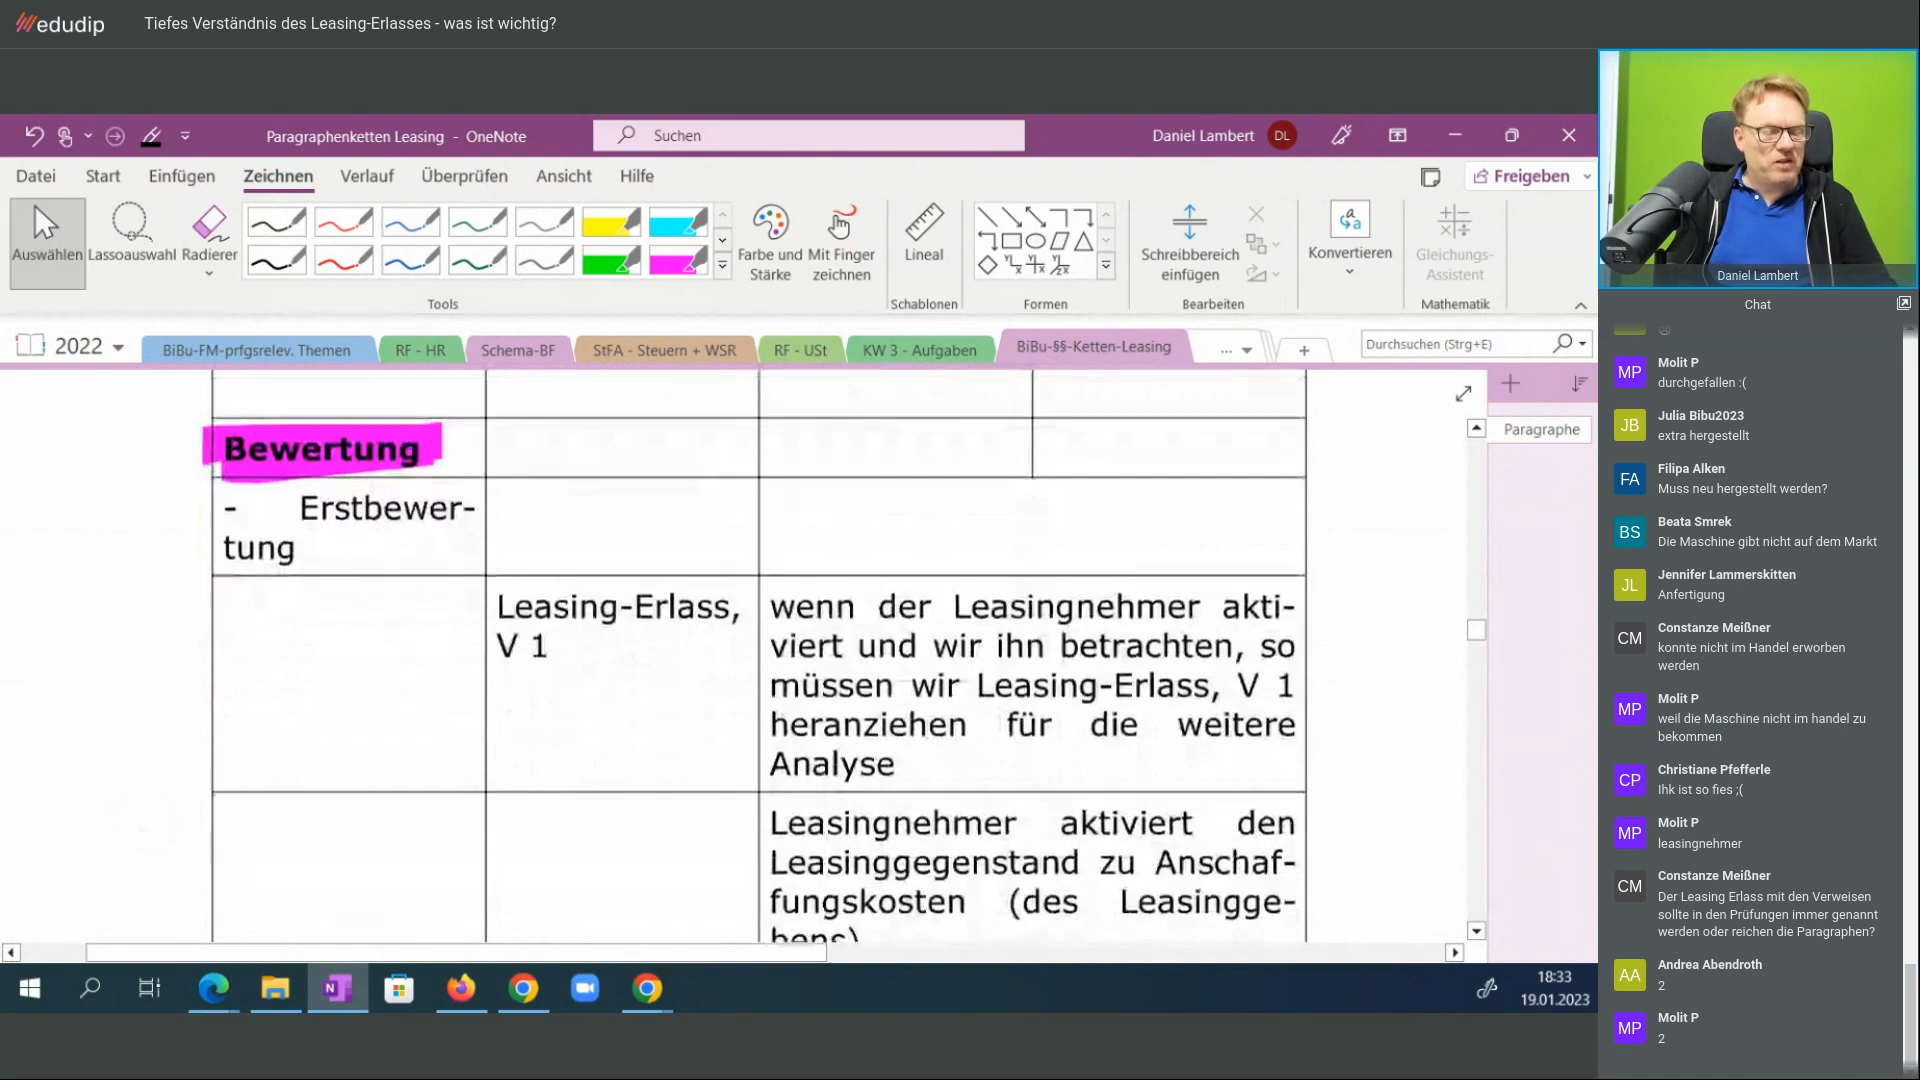 edudip
Tiefes Verständnis des Leasing-Erlasses - was ist wichtig?
Paragraphenketten Leasing - OneNote
Suchen
Daniel Lambert
DL
Datei
Start
Einfügen
Zeichnen
Verlauf
Überprüfen
Ansicht
Hilfe
Freigeben
Auswählen
Lassoauswahl
Radierer
Farbe und
Stärke
Mit Finger
zeichnen
Lineal
Schreibbereich
einfügen
Konvertieren
Gleichungs-
Assistent
Tools
Schablonen
Formen
Bearbeiten
Mathematik
2022
BiBu-FM-prfgsrelev. Themen
RF - HR
Schema-BF
StFA - Steuern + WSR
RF - USt
KW 3 - Aufgaben
BiBu-§§-Ketten-Leasing
...
Durchsuchen (Strg+E)
Paragraphe
Bewertung
- Erstbewer-
tung
Leasing-Erlass,
V 1
wenn der Leasingnehmer akti-
viert und wir ihn betrachten, so
müssen wir Leasing-Erlass, V 1
heranziehen für die weitere
Analyse
Leasingnehmer aktiviert den
Leasinggegenstand zu Anschaf-
fungskosten (des Leasingge-
bens)
18:33
19.01.2023
Daniel Lambert
Chat
MP
Molit P
durchgefallen :(
JB
Julia Bibu2023
extra hergestellt
FA
Filipa Alken
Muss neu hergestellt werden?
BS
Beata Smrek
Die Maschine gibt nicht auf dem Markt
JL
Jennifer Lammerskitten
Anfertigung
CM
Constanze Meißner
konnte nicht im Handel erworben
werden
MP
Molit P
weil die Maschine nicht im handel zu
bekommen
CP
Christiane Pfefferle
Ihk ist so fies ;(
MP
Molit P
leasingnehmer
CM
Constanze Meißner
Der Leasing Erlass mit den Verweisen
sollte in den Prüfungen immer genannt
werden oder reichen die Paragraphen?
AA
Andrea Abendroth
2
MP
Molit P
2